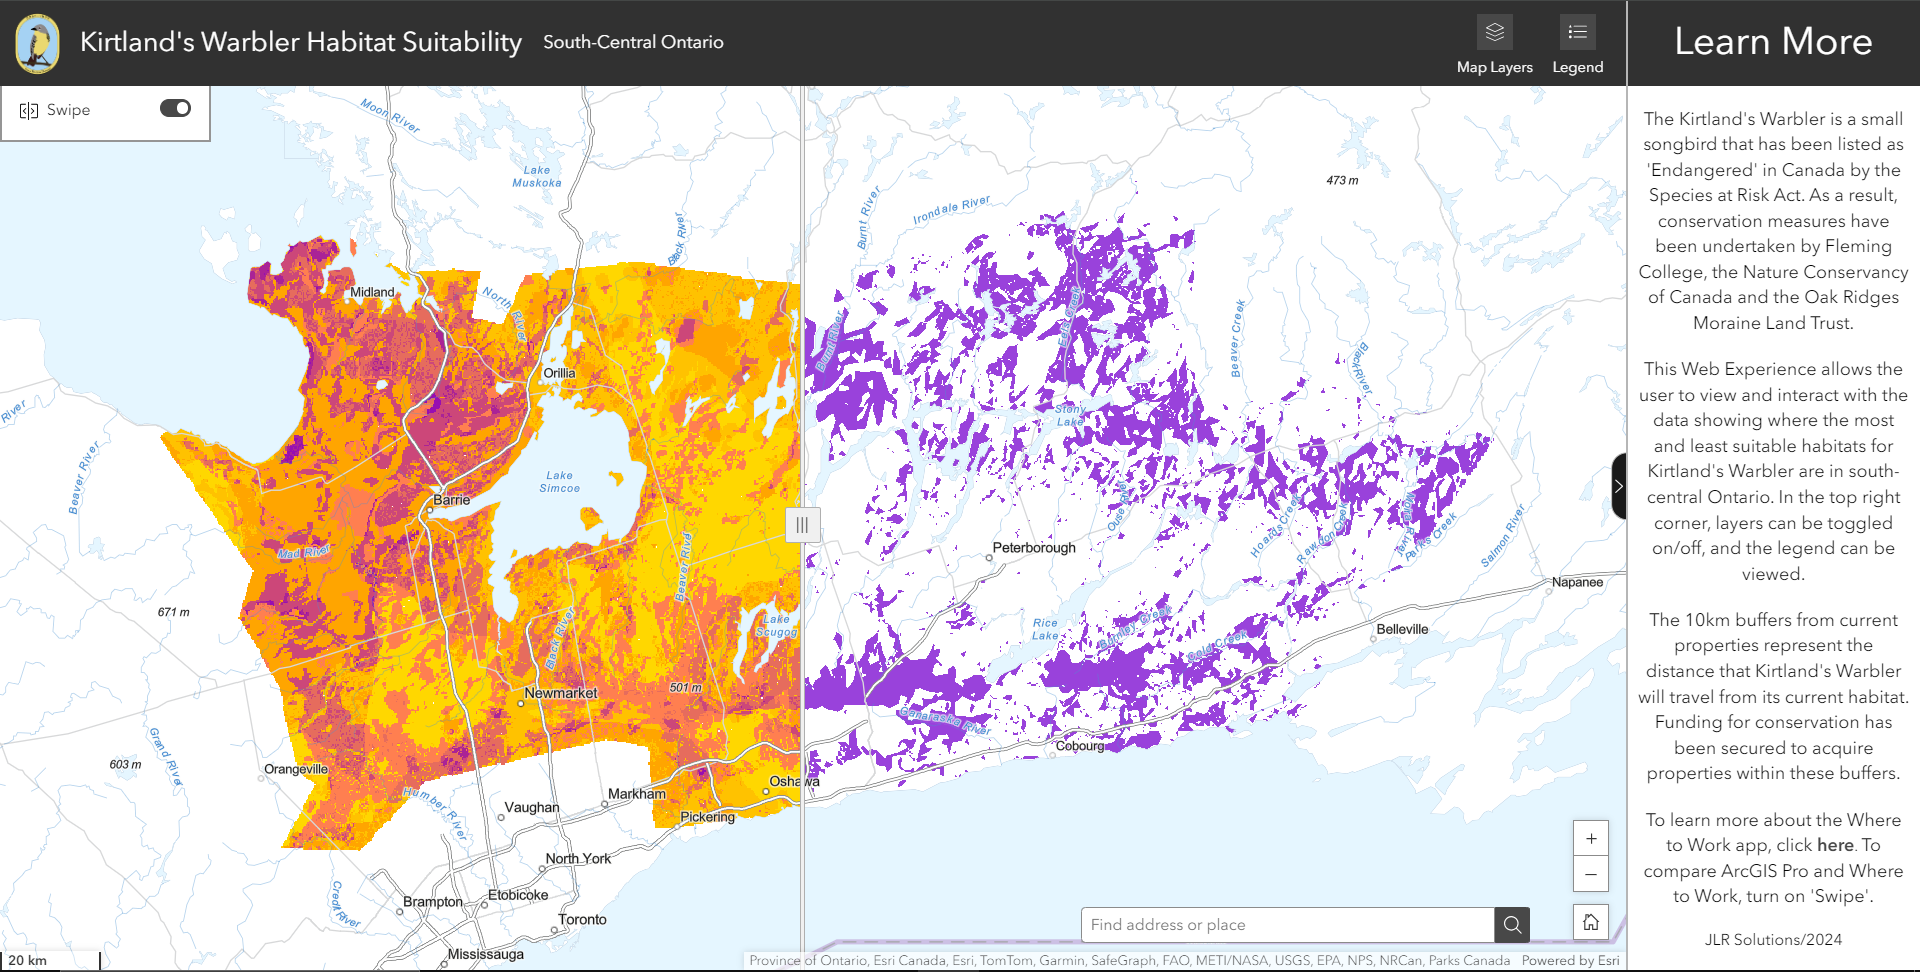 Kirtland's Warbler Habitat Suitability
South-Central Ontario
Map Layers
Legend
Learn More
Swipe
The Kirtland's Warbler is a small
songbird that has been listed as
'Endangered' in Canada by the
Species at Risk Act. As a result,
conservation measures have
been undertaken by Fleming
College, the Nature Conservancy
of Canada and the Oak Ridges
Moraine Land Trust.
This Web Experience allows the
user to view and interact with the
data showing where the most
and least suitable habitats for
Kirtland's Warbler are in south-
central Ontario. In the top right
corner, layers can be toggled
on/off, and the legend can be
viewed.
The 10km buffers from current
properties represent the
distance that Kirtland's Warbler
will travel from its current habitat.
Funding for conservation has
been secured to acquire
properties within these buffers.
To learn more about the Where
to Work app, click here. To
compare ArcGIS Pro and Where
to Work, turn on 'Swipe'.
JLR Solutions/2024
Moon River
Lake
Muskoka
Black River
Burnt River
Irondale River
473 m
Midland
North
River
Eels Creek
Burnt River
Beaver Creek
Black River
Orillia
River
Beaver River
Stony
Lake
Lake
Simcoe
Barrie
Mad River
Beaver River
Ouse River
Hoards Creek
Rawdon Creek
Moira River
Parks Creek
Salmon River
Peterborough
Napanee
671 m
Black River
Lake
Scugog
Rice
Lake
Burnley Creek
Cold Creek
Belleville
501 m
Newmarket
Ganaraska River
Cobourg
Grand River
603 m
Orangeville
Humber River
Oshawa
Markham
Vaughan
Pickering
North York
Credit River
Brampton
Etobicoke
Toronto
Mississauga
20 km
Find address or place
Province of Ontario, Esri Canada, Esri, TomTom, Garmin, SafeGraph, FAO, METI/NASA, USGS, EPA, NPS, NRCan, Parks Canada
Powered by Esri